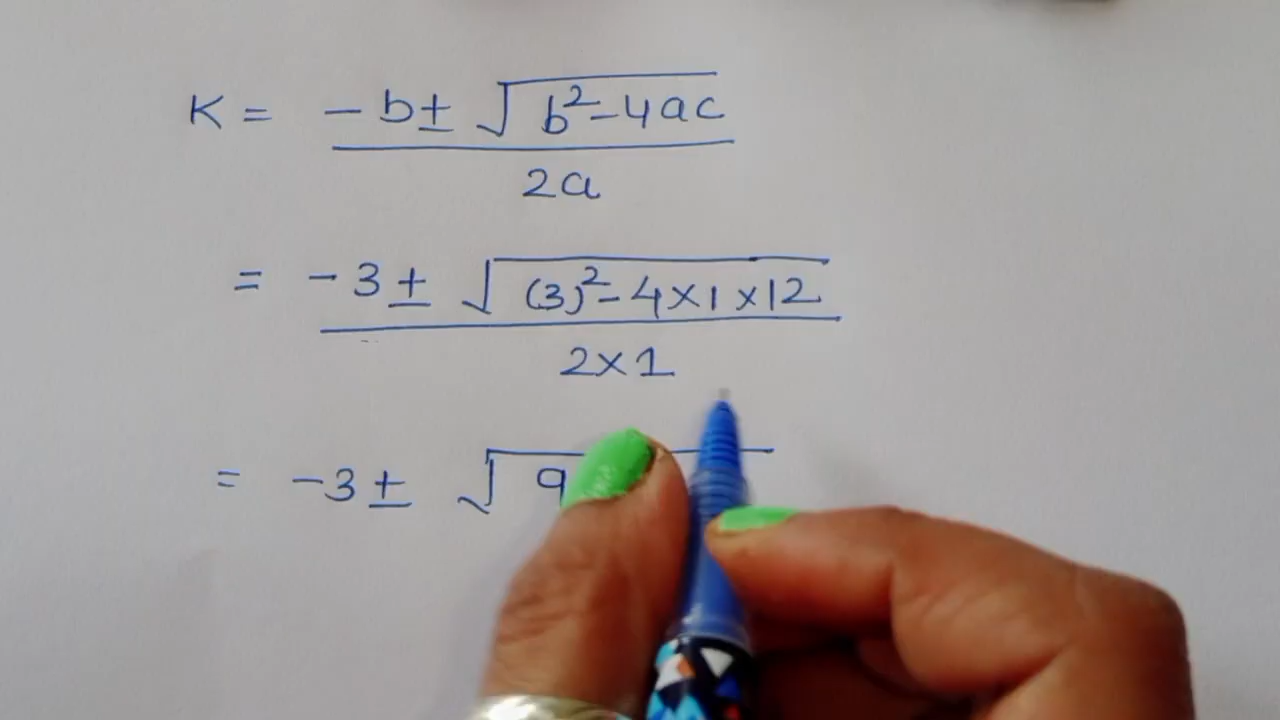 K = -b ± √b²-4ac
2a
= -3 ± √(3)²-4×1×12
2×1
= -3 ± √9